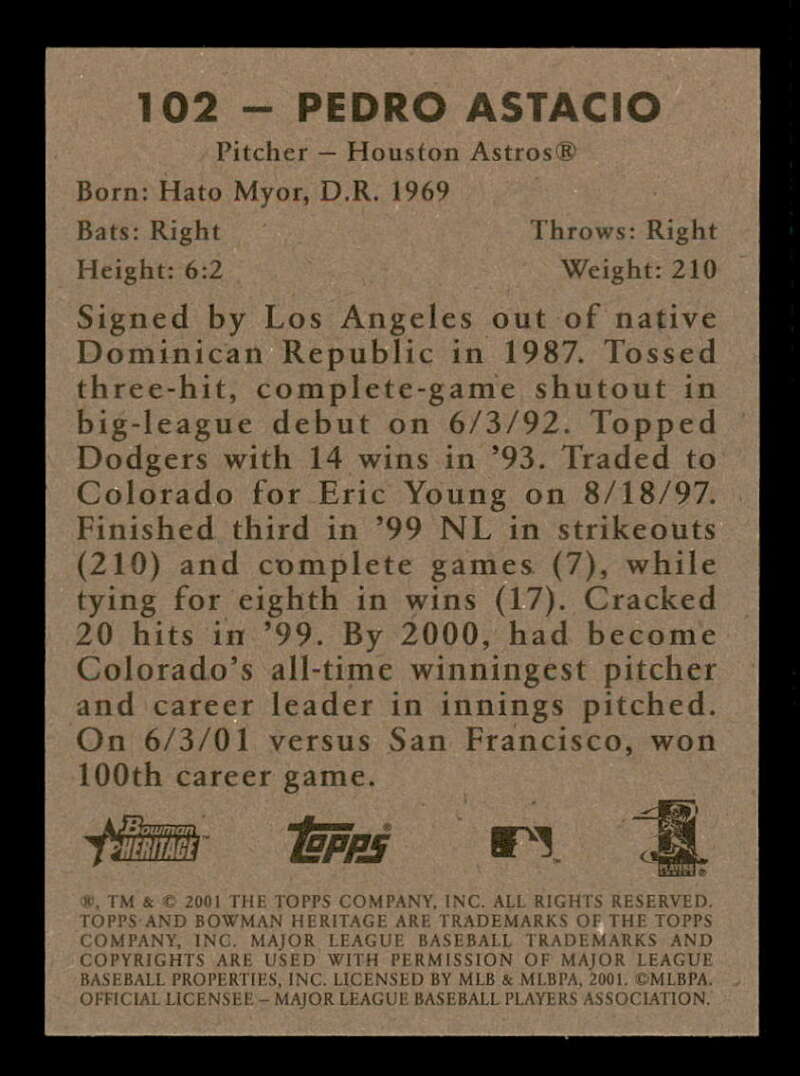 102 – PEDRO ASTACIO
Pitcher – Houston Astros®
Born: Hato Myor, D.R. 1969
Bats: Right Throws: Right
Height: 6:2 Weight: 210
Signed by Los Angeles out of native
Dominican Republic in 1987. Tossed
three-hit, complete-game shutout in
big-league debut on 6/3/92. Topped
Dodgers with 14 wins in ’93. Traded to
Colorado for Eric Young on 8/18/97.
Finished third in ’99 NL in strikeouts
(210) and complete games (7), while
tying for eighth in wins (17). Cracked
20 hits in ’99. By 2000, had become
Colorado’s all-time winningest pitcher
and career leader in innings pitched.
On 6/3/01 versus San Francisco, won
100th career game.
Bowman HERITAGE™ Topps® ™ PLAYERS ®
®, TM & © 2001 THE TOPPS COMPANY, INC. ALL RIGHTS RESERVED.
TOPPS AND BOWMAN HERITAGE ARE TRADEMARKS OF THE TOPPS
COMPANY, INC. MAJOR LEAGUE BASEBALL TRADEMARKS AND
COPYRIGHTS ARE USED WITH PERMISSION OF MAJOR LEAGUE
BASEBALL PROPERTIES, INC. LICENSED BY MLB & MLBPA, 2001. ©MLBPA.
OFFICIAL LICENSEE – MAJOR LEAGUE BASEBALL PLAYERS ASSOCIATION.